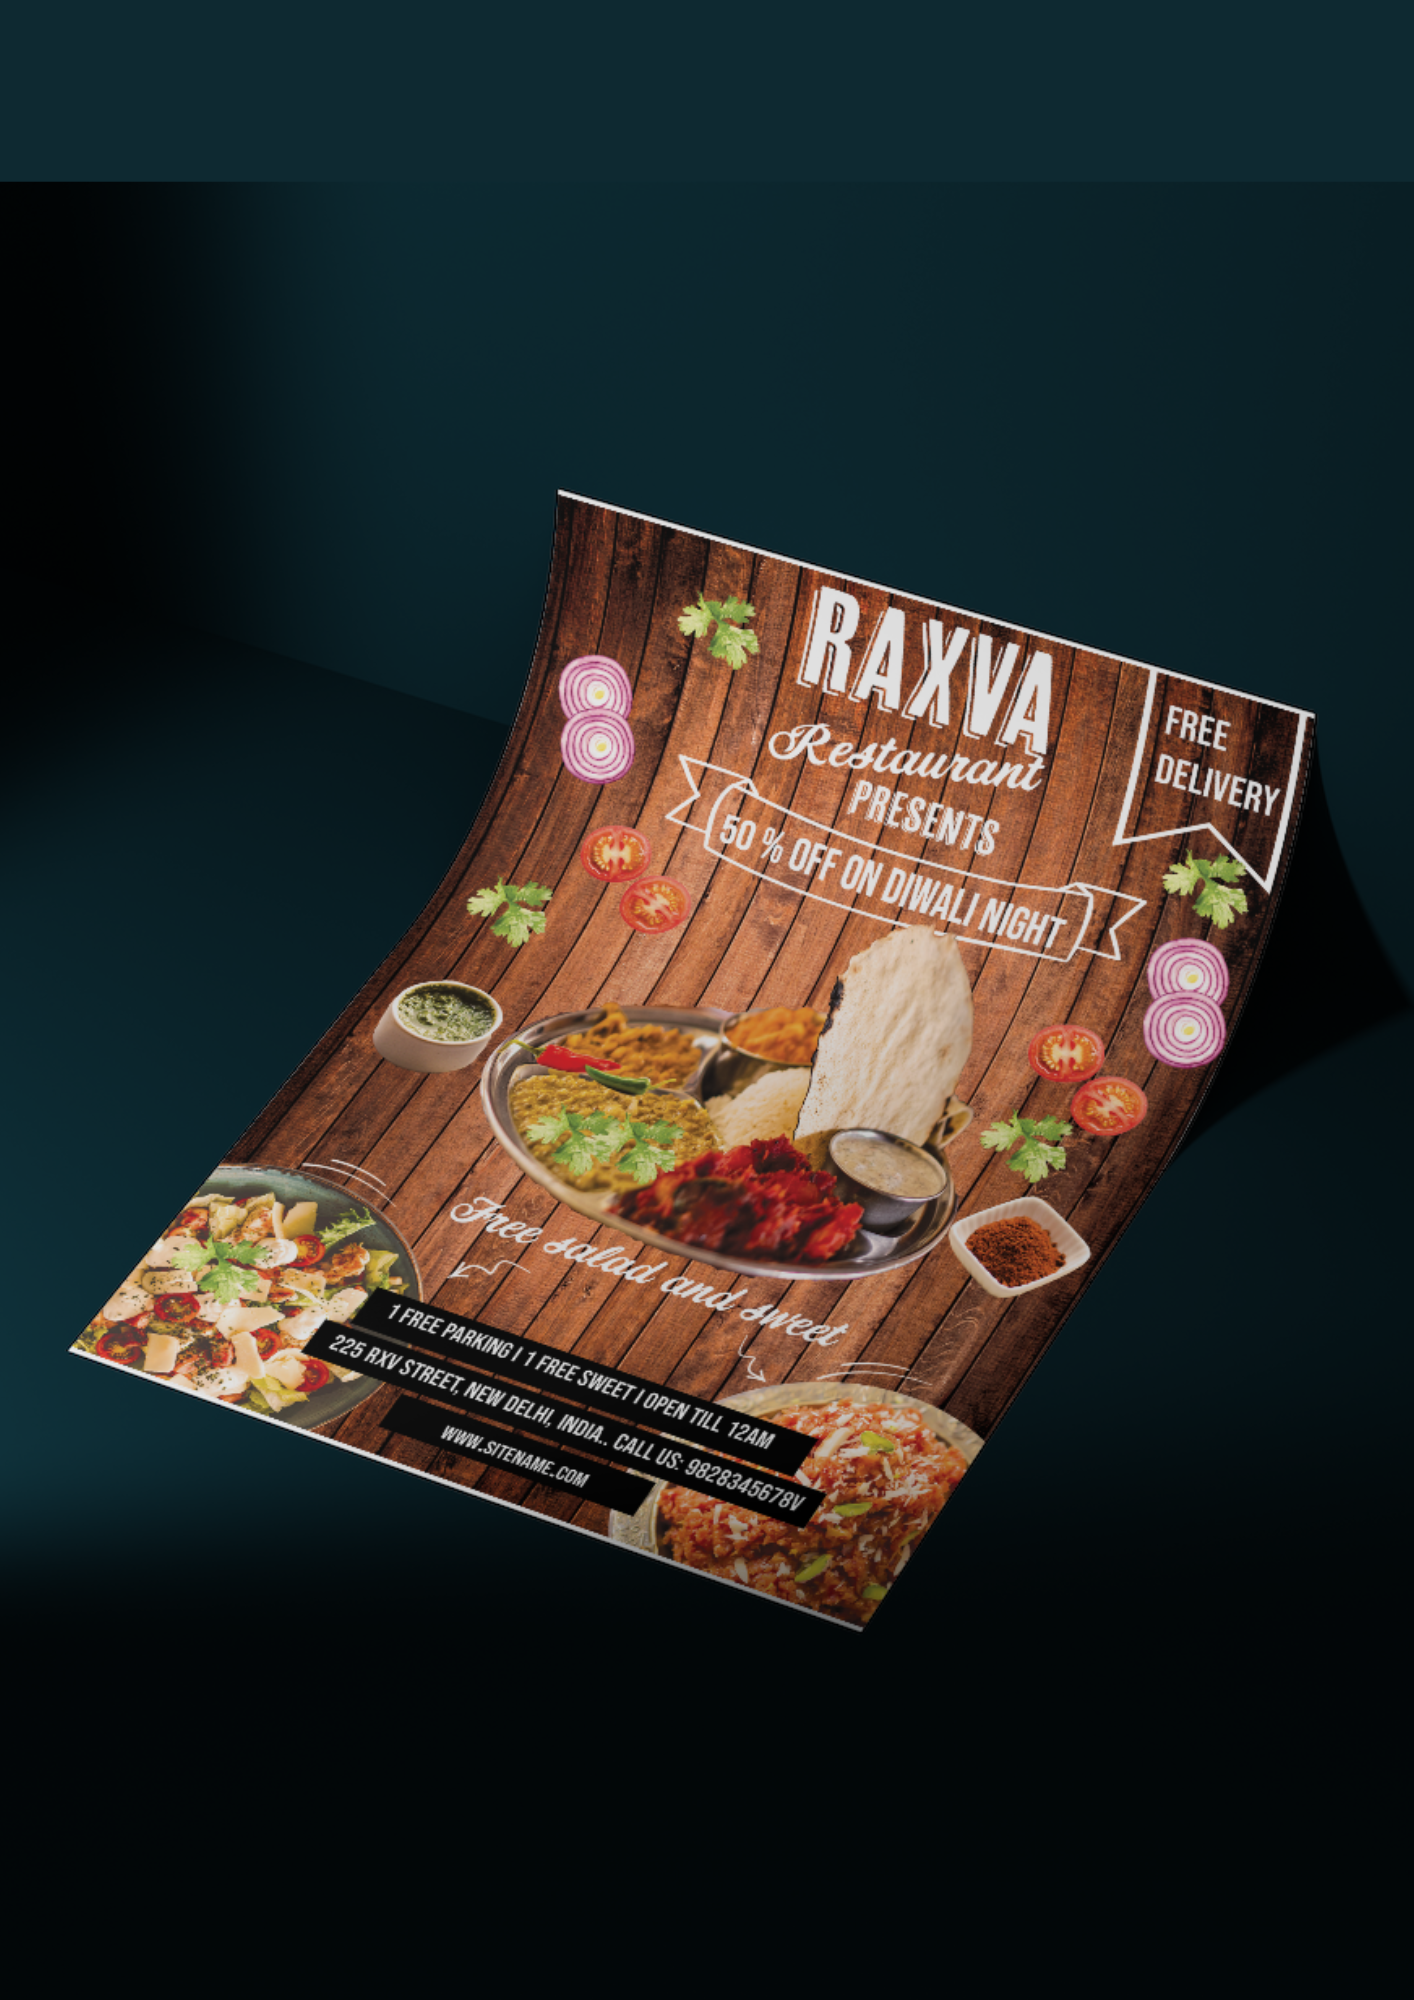 RAXVA
Restaurant
PRESENTS
50 % OFF ON DIWALI NIGHT
FREE
DELIVERY
Free salad and sweet
1 FREE PARKING I 1 FREE SWEET I OPEN TILL 12AM
225 RXV STREET, NEW DELHI, INDIA.. CALL US: 9828345678V
WWW.SITENAME.COM